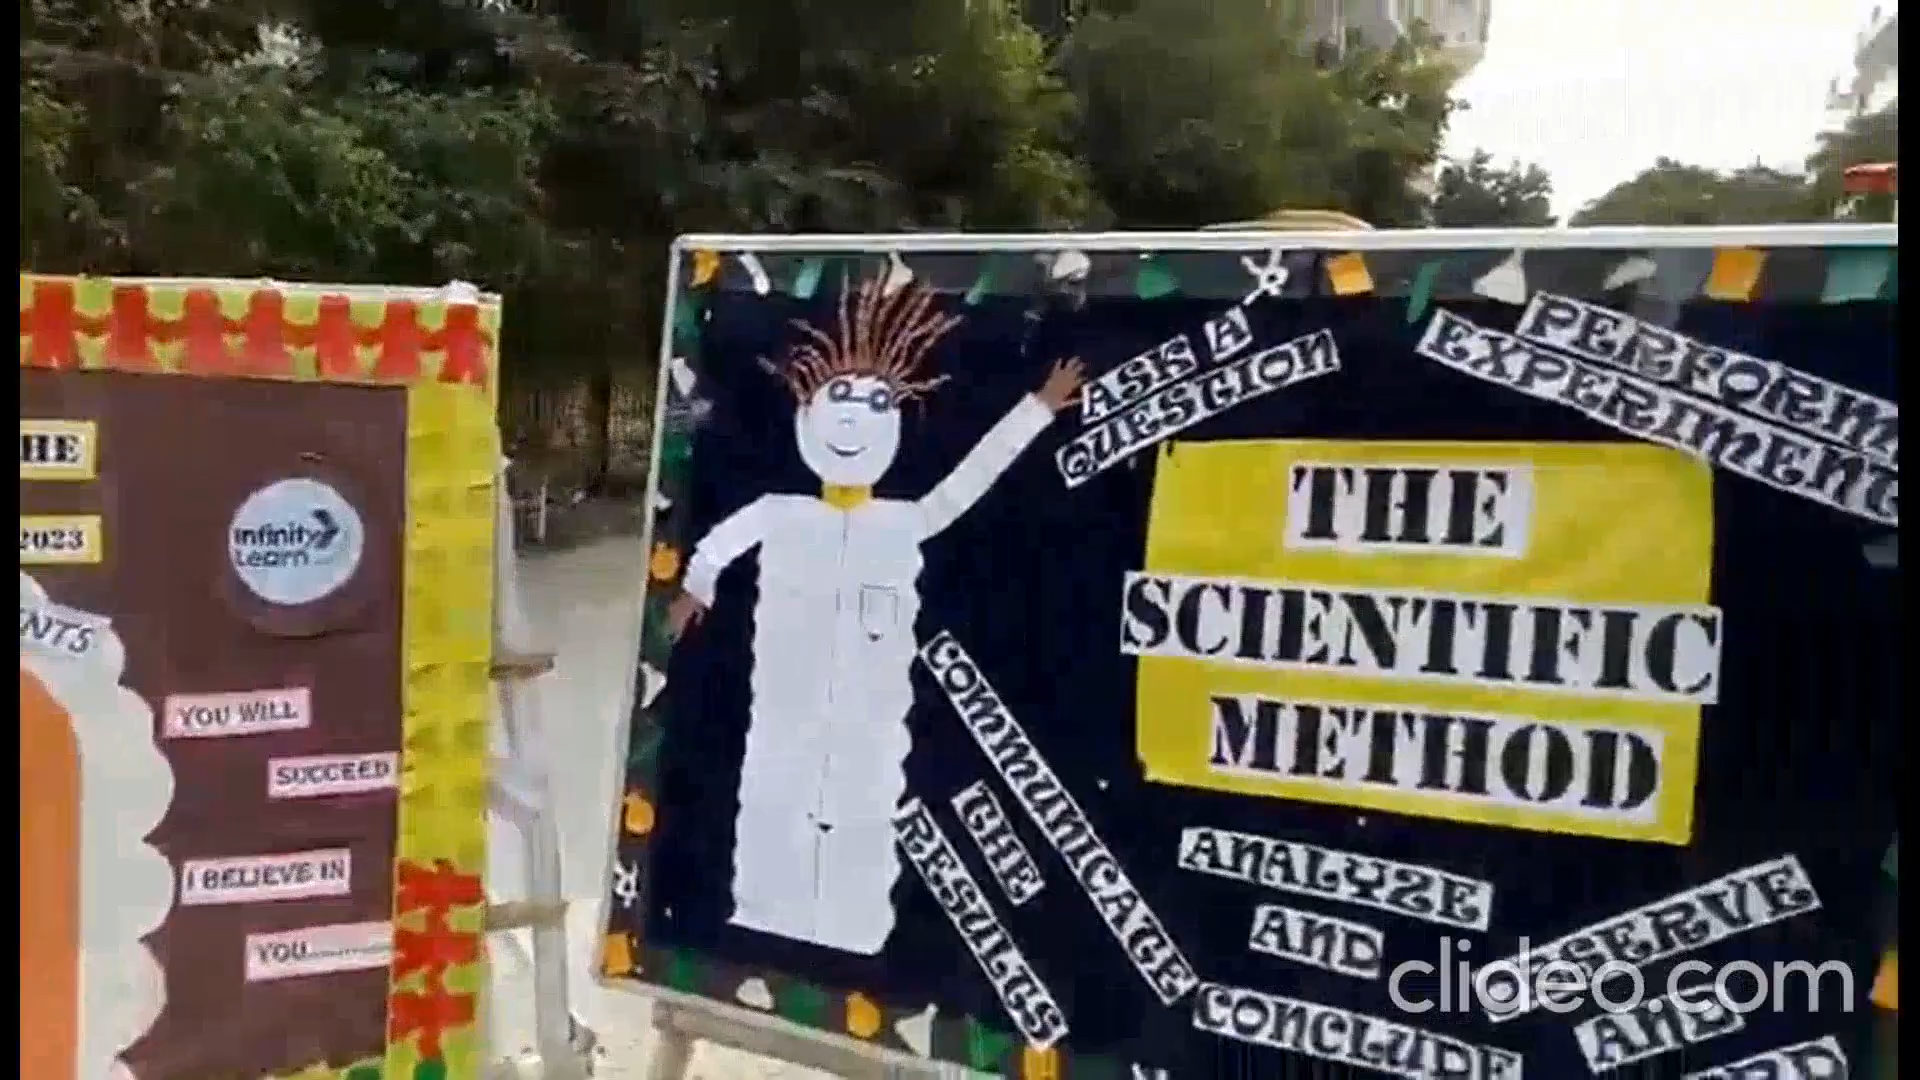 HE
2023
Infinity
Learn
NTS
YOU WILL
SUCCEED
I BELIEVE IN
YOU............
ASK A
QUESTION
PERFORM
EXPERIMENT
THE
SCIENTIFIC
METHOD
COMMUNICATE
THE
RESULTS
ANALYZE
AND
CONCLUDE
OBSERVE
AND
clideo.com